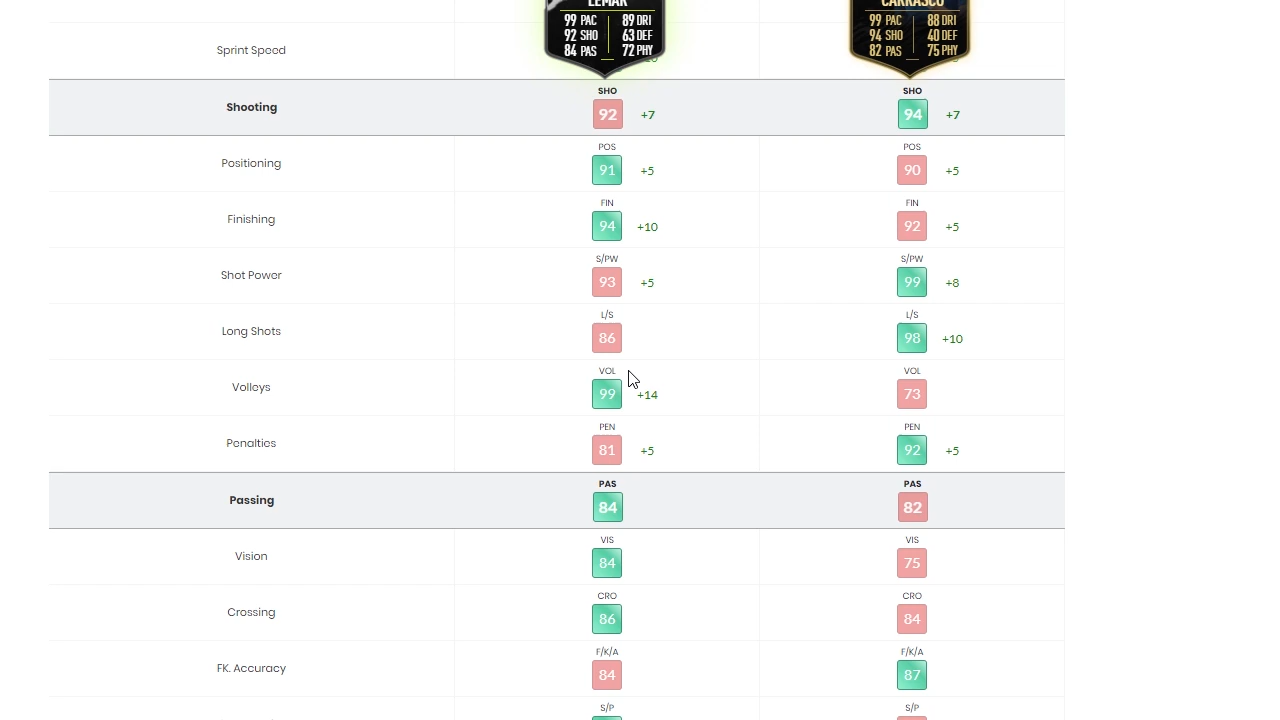 LEMAR CARRASCO
99 PAC 89 DRI 99 PAC 88 DRI
92 SHO 63 DEF 94 SHO 40 DEF
84 PAS 72 PHY 82 PAS 75 PHY
Sprint Speed
SHO SHO
Shooting 92 +7 94 +7
POS POS
Positioning 91 +5 90 +5
FIN FIN
Finishing 94 +10 92 +5
S/PW S/PW
Shot Power 93 +5 99 +8
L/S L/S
Long Shots 86 98 +10
VOL VOL
Volleys 99 +14 73
PEN PEN
Penalties 81 +5 92 +5
PAS PAS
Passing 84 82
VIS VIS
Vision 84 75
CRO CRO
Crossing 86 84
F/K/A F/K/A
FK. Accuracy 84 87
S/P S/P